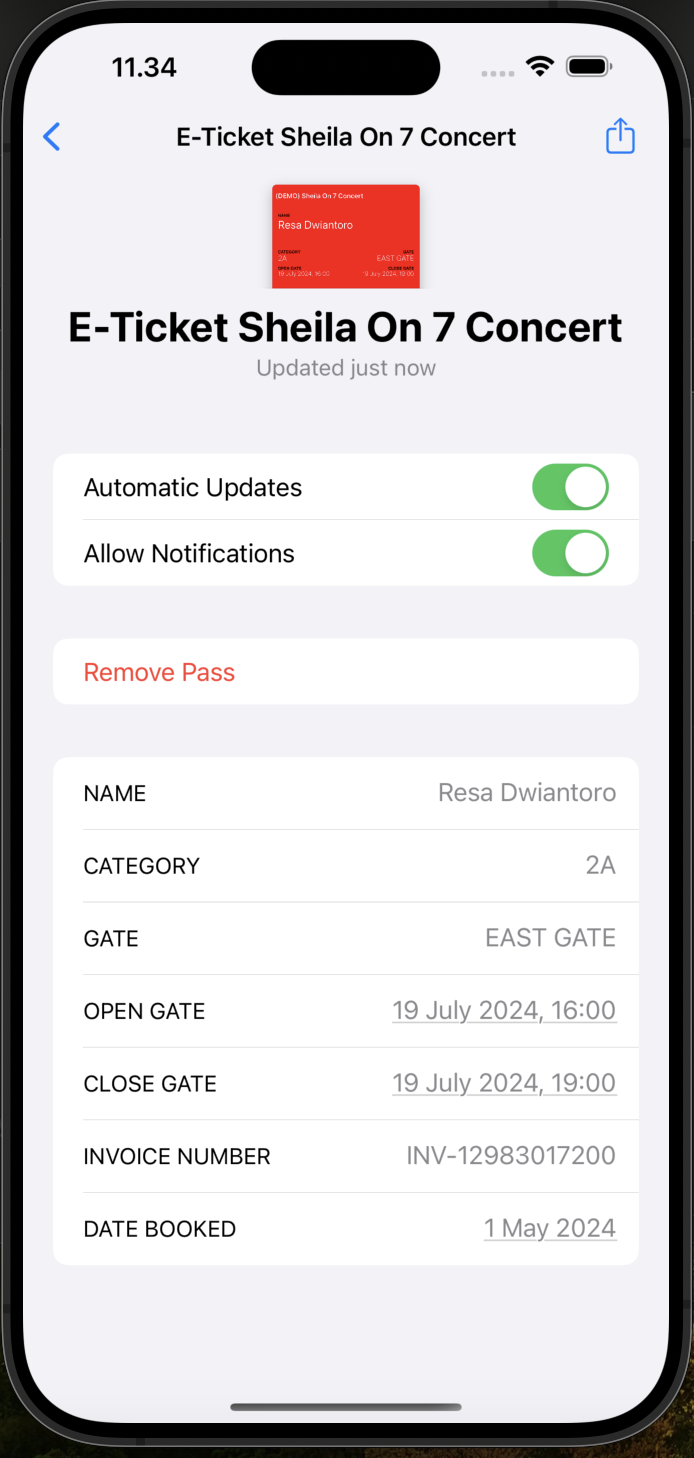 11.34
E-Ticket Sheila On 7 Concert
(DEMO) Sheila On 7 Concert
NAME
Resa Dwiantoro
CATEGORY GATE
2A EAST GATE
OPEN GATE CLOSE GATE
19 July 2024, 16:00 19 July 2024, 19:00
E-Ticket Sheila On 7 Concert
Updated just now
Automatic Updates
Allow Notifications
Remove Pass
NAME Resa Dwiantoro
CATEGORY 2A
GATE EAST GATE
OPEN GATE 19 July 2024, 16:00
CLOSE GATE 19 July 2024, 19:00
INVOICE NUMBER INV-12983017200
DATE BOOKED 1 May 2024